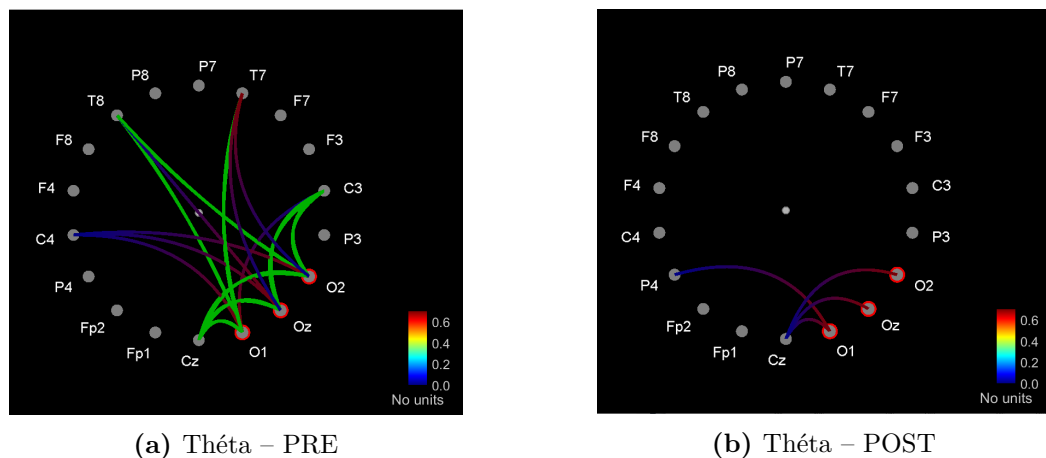 P7
P8
T7
T8
F7
F8
F3
F4
C3
C4
P3
P4
O2
Fp2
Oz
Fp1
O1
Cz
0.6
0.4
0.2
0.0
No units
(a) Théta – PRE
P7
P8
T7
T8
F7
F8
F3
F4
C3
C4
P3
P4
O2
Fp2
Oz
Fp1
O1
Cz
0.6
0.4
0.2
0.0
No units
(b) Théta – POST